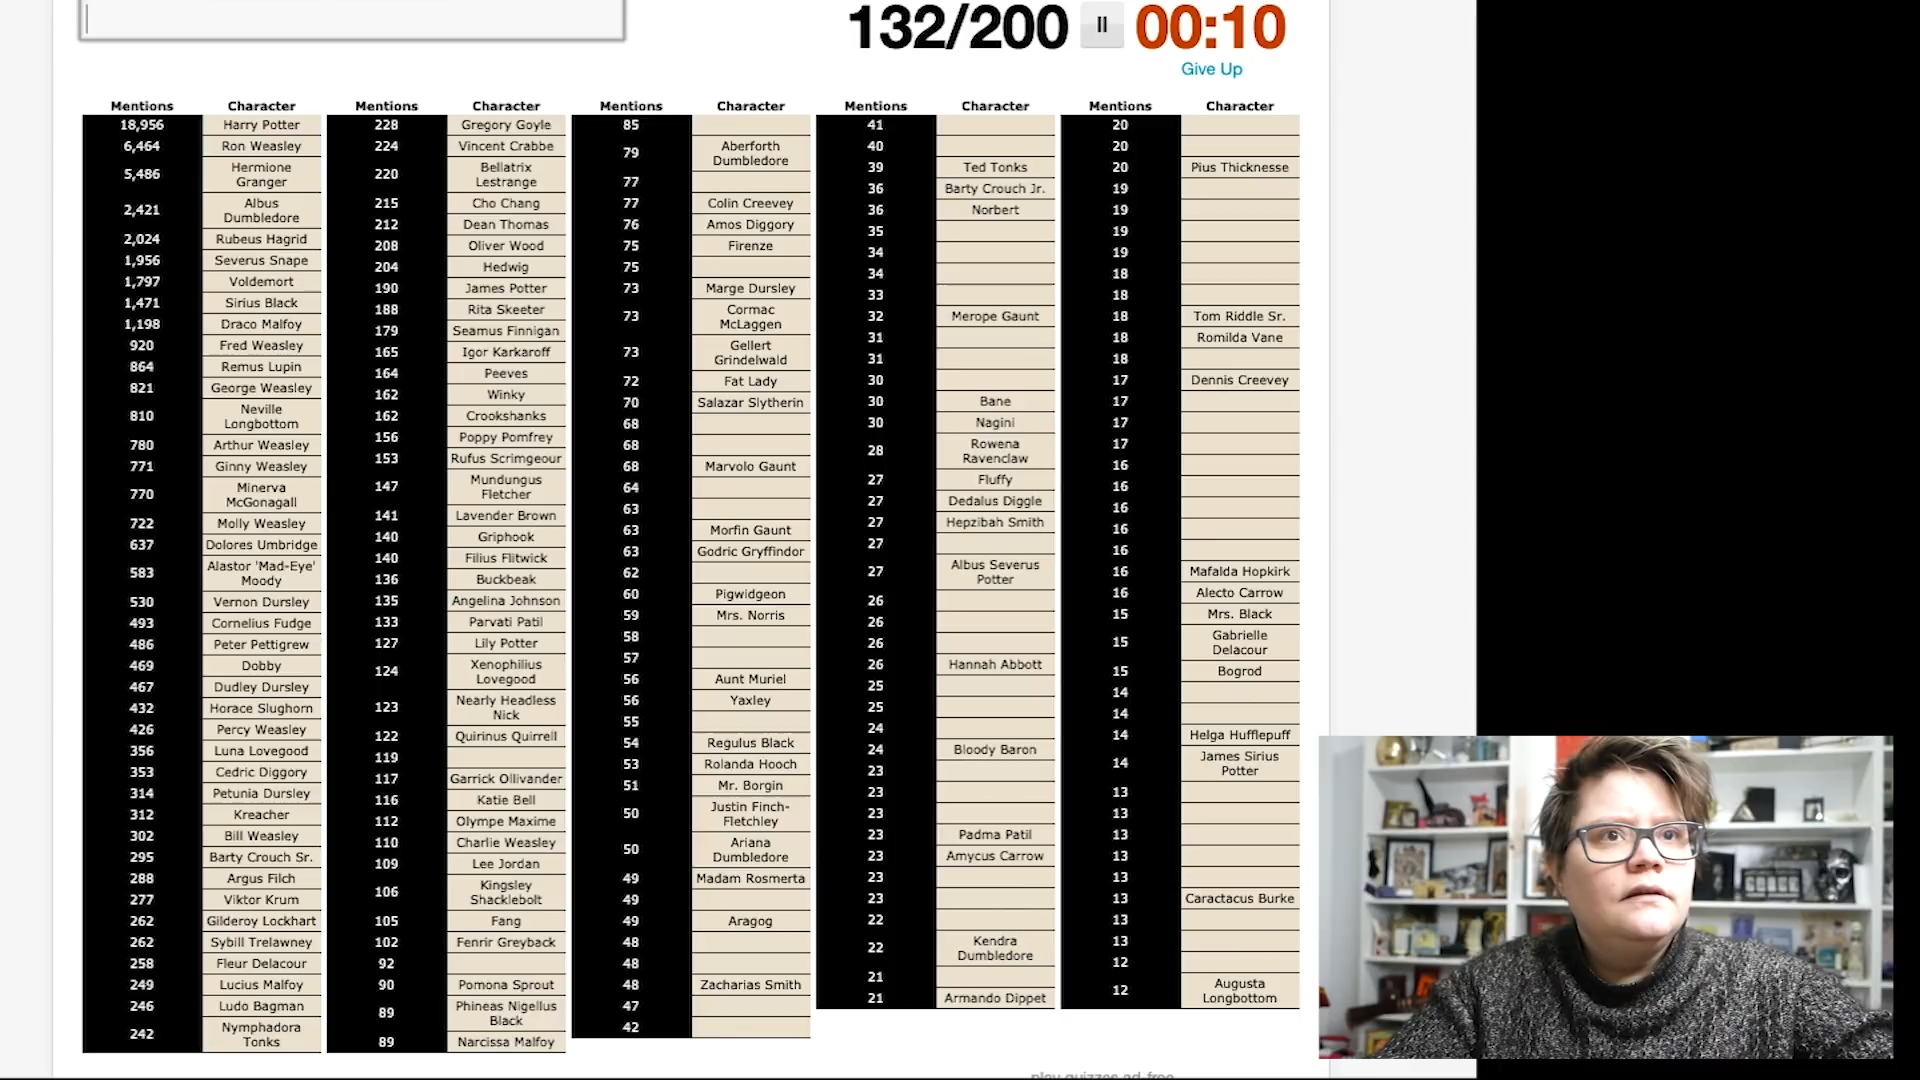 132/200 00:10
Give Up
Mentions Character Mentions Character Mentions Character Mentions Character Mentions Character
18,956 Harry Potter
6,464 Ron Weasley
5,486 Hermione
Granger
2,421 Albus
Dumbledore
2,024 Rubeus Hagrid
1,956 Severus Snape
1,797 Voldemort
1,471 Sirius Black
1,198 Draco Malfoy
920 Fred Weasley
864 Remus Lupin
821 George Weasley
810 Neville
Longbottom
780 Arthur Weasley
771 Ginny Weasley
770 Minerva
McGonagall
722 Molly Weasley
637 Dolores Umbridge
583 Alastor 'Mad-Eye'
Moody
530 Vernon Dursley
493 Cornelius Fudge
486 Peter Pettigrew
469 Dobby
467 Dudley Dursley
432 Horace Slughorn
426 Percy Weasley
356 Luna Lovegood
353 Cedric Diggory
314 Petunia Dursley
312 Kreacher
302 Bill Weasley
295 Barty Crouch Sr.
288 Argus Filch
277 Viktor Krum
262 Gilderoy Lockhart
262 Sybill Trelawney
258 Fleur Delacour
249 Lucius Malfoy
246 Ludo Bagman
242 Nymphadora
Tonks
228 Gregory Goyle
224 Vincent Crabbe
220 Bellatrix
Lestrange
215 Cho Chang
212 Dean Thomas
208 Oliver Wood
204 Hedwig
190 James Potter
188 Rita Skeeter
179 Seamus Finnigan
165 Igor Karkaroff
164 Peeves
162 Winky
162 Crookshanks
156 Poppy Pomfrey
153 Rufus Scrimgeour
147 Mundungus
Fletcher
141 Lavender Brown
140 Griphook
140 Filius Flitwick
136 Buckbeak
135 Angelina Johnson
133 Parvati Patil
127 Lily Potter
124 Xenophilius
Lovegood
123 Nearly Headless
Nick
122 Quirinus Quirrell
119
117 Garrick Ollivander
116 Katie Bell
112 Olympe Maxime
110 Charlie Weasley
109 Lee Jordan
106 Kingsley
Shacklebolt
105 Fang
102 Fenrir Greyback
92
90 Pomona Sprout
89 Phineas Nigellus
Black
89 Narcissa Malfoy
85
79 Aberforth
Dumbledore
77
77 Colin Creevey
76 Amos Diggory
75 Firenze
75
73 Marge Dursley
73 Cormac
McLaggen
73 Gellert
Grindelwald
72 Fat Lady
70 Salazar Slytherin
68
68
68 Marvolo Gaunt
64
63
63 Morfin Gaunt
63 Godric Gryffindor
62
60 Pigwidgeon
59 Mrs. Norris
58
57
56 Aunt Muriel
56 Yaxley
55
54 Regulus Black
53 Rolanda Hooch
51 Mr. Borgin
50 Justin Finch-
Fletchley
50 Ariana
Dumbledore
49 Madam Rosmerta
49
49 Aragog
48
48
48 Zacharias Smith
47
42
41
40
39 Ted Tonks
36 Barty Crouch Jr.
36 Norbert
35
34
34
33
32 Merope Gaunt
31
31
30
30 Bane
30 Nagini
28 Rowena
Ravenclaw
27 Fluffy
27 Dedalus Diggle
27 Hepzibah Smith
27
27 Albus Severus
Potter
26
26
26
26 Hannah Abbott
25
25
24
24 Bloody Baron
23
23
23
23 Padma Patil
23 Amycus Carrow
23
23
22
22 Kendra
Dumbledore
21
21 Armando Dippet
20
20
20 Pius Thicknesse
19
19
19
19
18
18
18 Tom Riddle Sr.
18 Romilda Vane
18
17 Dennis Creevey
17
17
17
16
16
16
16
16
16 Mafalda Hopkirk
16 Alecto Carrow
15 Mrs. Black
15 Gabrielle
Delacour
15 Bogrod
14
14
14 Helga Hufflepuff
14 James Sirius
Potter
13
13
13
13
13
13 Caractacus Burke
13
13
12
12 Augusta
Longbottom
play quizzes ad-free